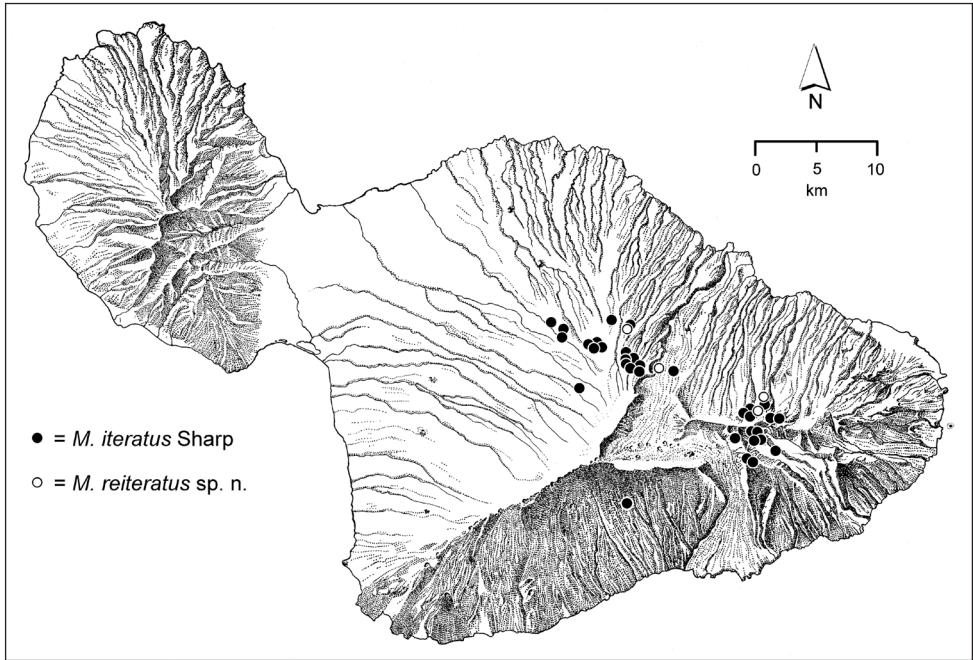 N
0 5 10
km
● = M. iteratus Sharp
○ = M. reiteratus sp. n.